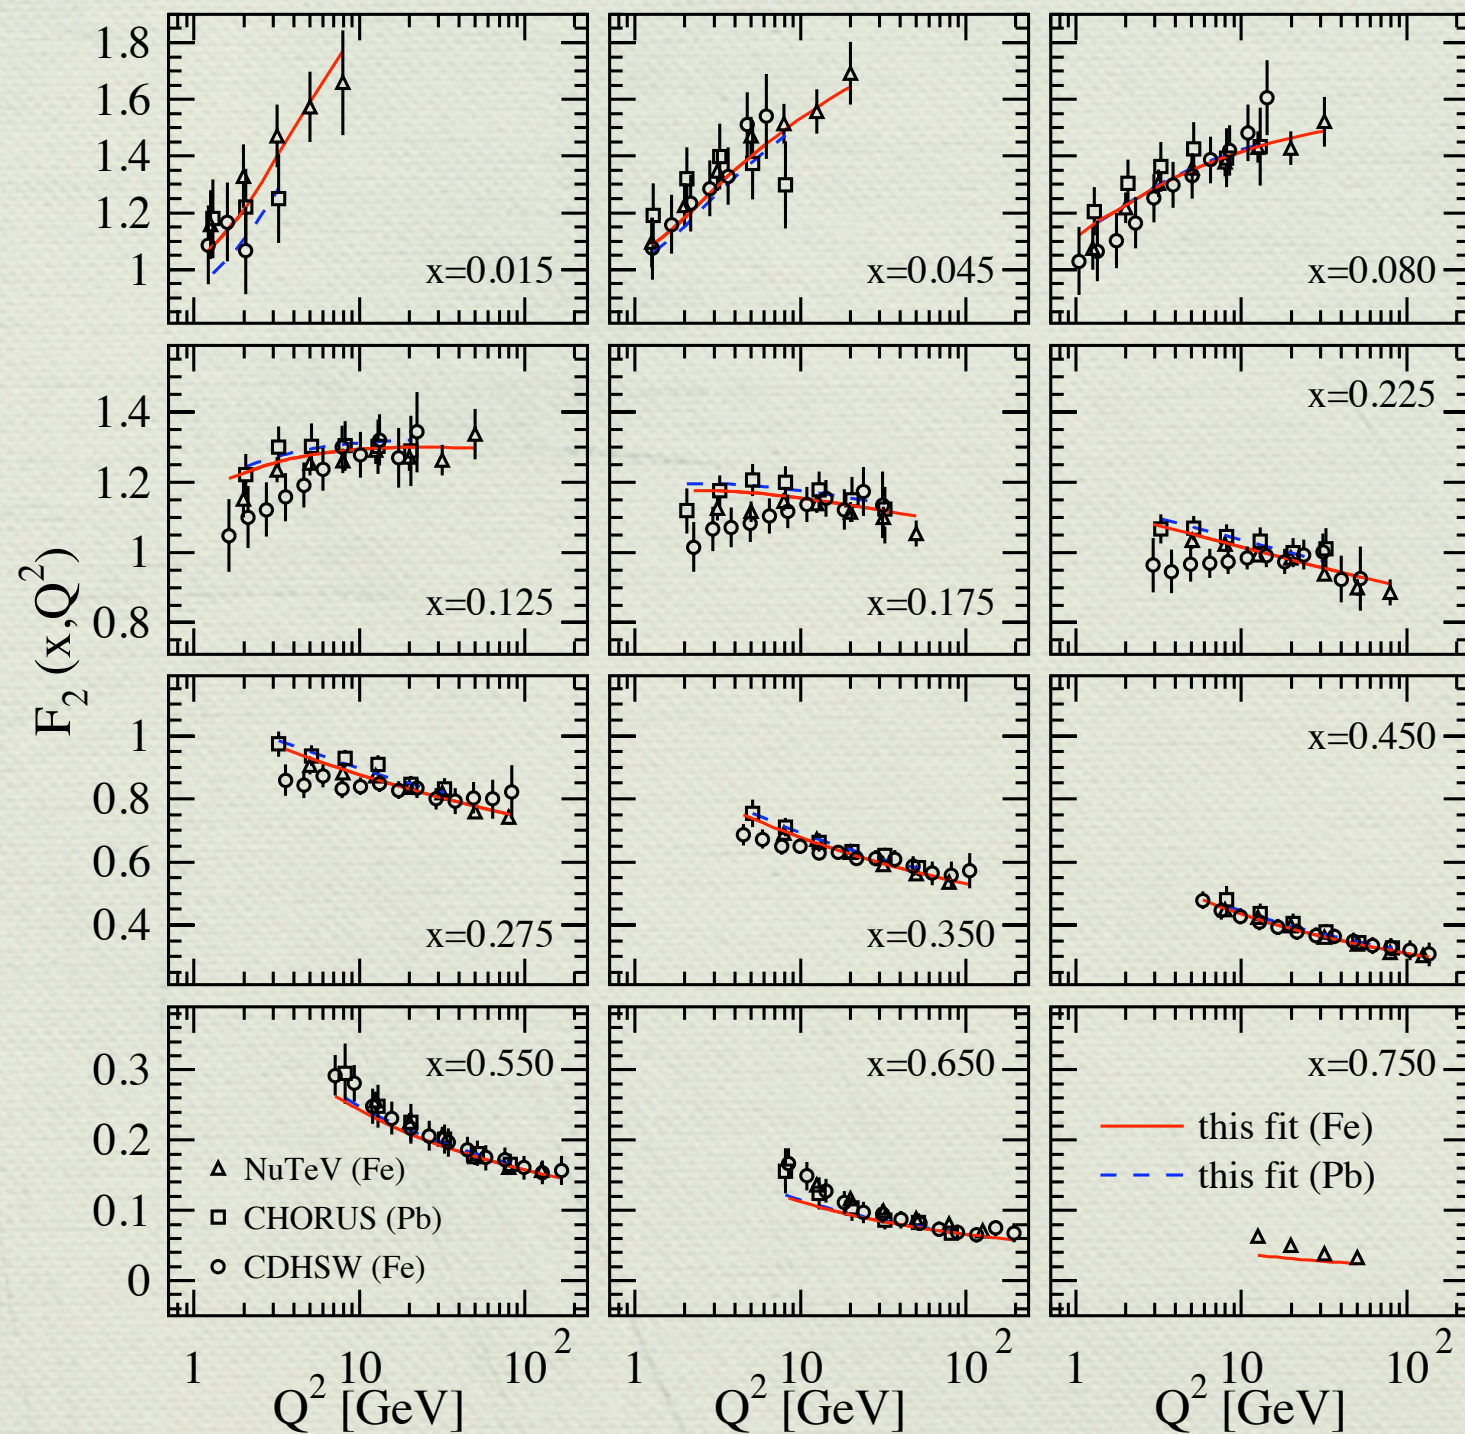 1.8
1.6
1.4
1.2
1
x=0.015
x=0.045
x=0.080
1.4
1.2
1
0.8
x=0.125
x=0.175
x=0.225
F2 (x,Q2)
1
0.8
0.6
0.4
x=0.275
x=0.350
x=0.450
0.3
0.2
0.1
0
x=0.550
NuTeV (Fe)
CHORUS (Pb)
CDHSW (Fe)
x=0.650
x=0.750
this fit (Fe)
this fit (Pb)
1 10 10^2
1 10 10^2
1 10 10^2
Q^2 [GeV]
Q^2 [GeV]
Q^2 [GeV]